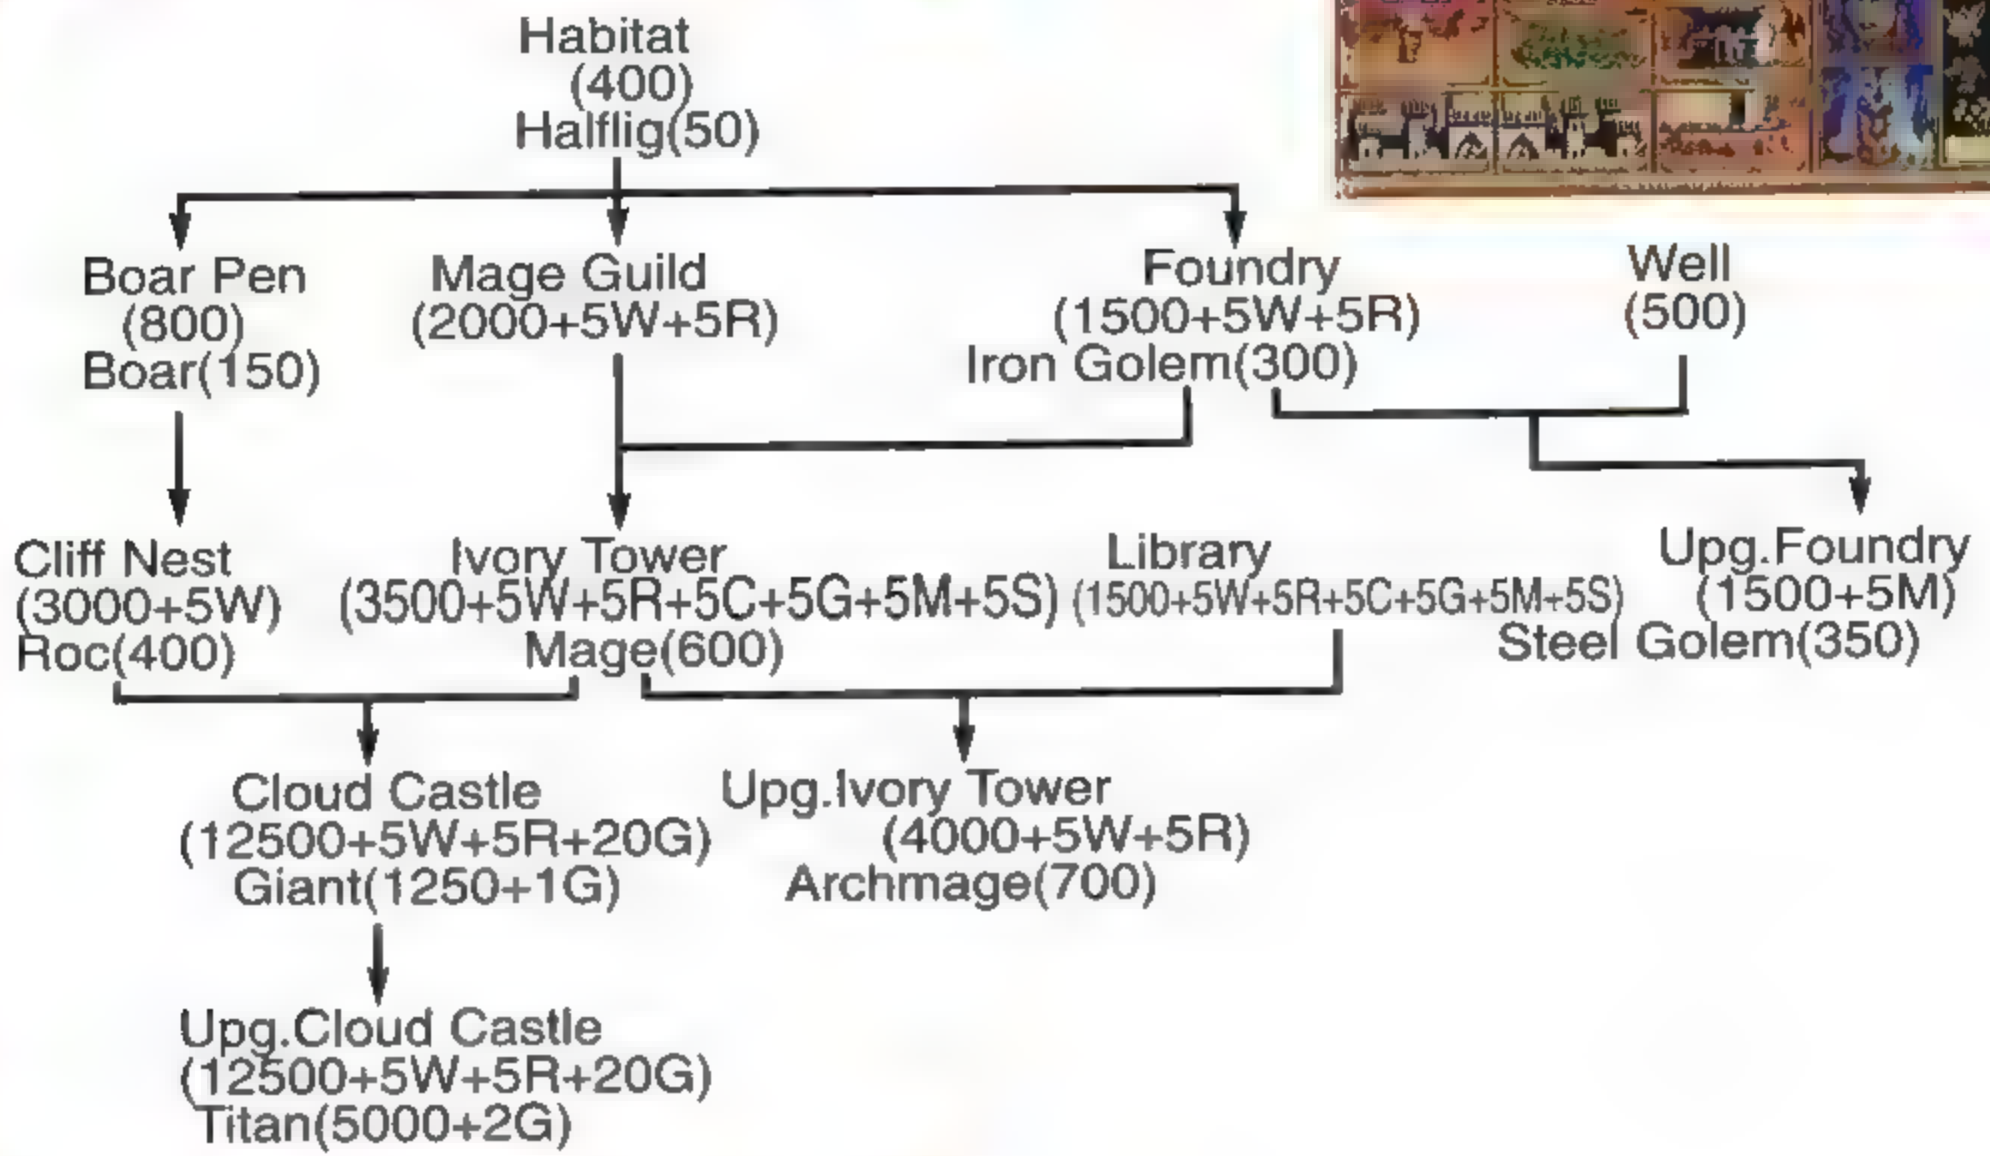 Habitat
(400)
Halflig(50)
Boar Pen
(800)
Boar(150)
Mage Guild
(2000+5W+5R)
Foundry
(1500+5W+5R)
Iron Golem(300)
Well
(500)
Cliff Nest
(3000+5W)
Roc(400)
Ivory Tower
(3500+5W+5R+5C+5G+5M+5S)
Mage(600)
Library
(1500+5W+5R+5C+5G+5M+5S)
Upg.Foundry
(1500+5M)
Steel Golem(350)
Cloud Castle
(12500+5W+5R+20G)
Giant(1250+1G)
Upg.Ivory Tower
(4000+5W+5R)
Archmage(700)
Upg.Cloud Castle
(12500+5W+5R+20G)
Titan(5000+2G)